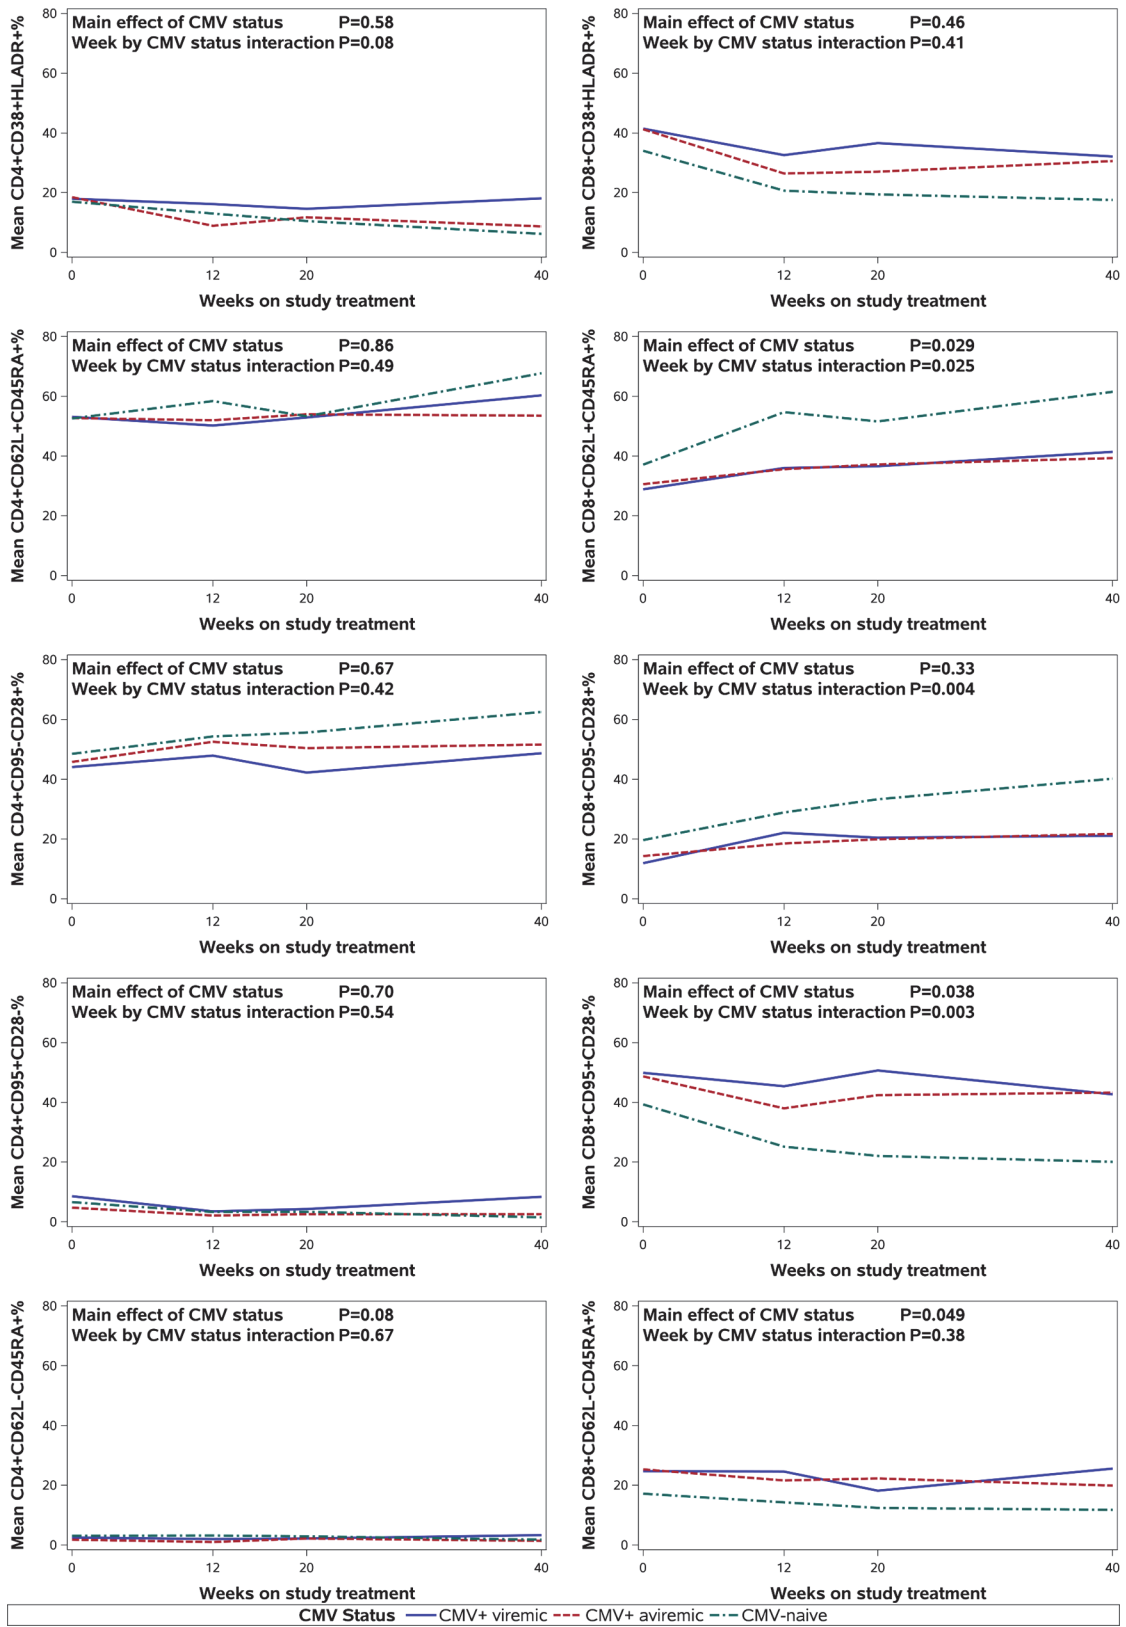 Mean CD4+CD38+HLADR+%
80
60
40
20
0
Main effect of CMV status P=0.58
Week by CMV status interaction P=0.08
0 12 20 40
Weeks on study treatment
Mean CD8+CD38+HLADR+%
80
60
40
20
0
Main effect of CMV status P=0.46
Week by CMV status interaction P=0.41
0 12 20 40
Weeks on study treatment
Mean CD4+CD62L+CD45RA+%
80
60
40
20
0
Main effect of CMV status P=0.86
Week by CMV status interaction P=0.49
0 12 20 40
Weeks on study treatment
Mean CD8+CD62L+CD45RA+%
80
60
40
20
0
Main effect of CMV status P=0.029
Week by CMV status interaction P=0.025
0 12 20 40
Weeks on study treatment
Mean CD4+CD95-CD28+%
80
60
40
20
0
Main effect of CMV status P=0.67
Week by CMV status interaction P=0.42
0 12 20 40
Weeks on study treatment
Mean CD8+CD95-CD28+%
80
60
40
20
0
Main effect of CMV status P=0.33
Week by CMV status interaction P=0.004
0 12 20 40
Weeks on study treatment
Mean CD4+CD95+CD28-%
80
60
40
20
0
Main effect of CMV status P=0.70
Week by CMV status interaction P=0.54
0 12 20 40
Weeks on study treatment
Mean CD8+CD95+CD28-%
80
60
40
20
0
Main effect of CMV status P=0.038
Week by CMV status interaction P=0.003
0 12 20 40
Weeks on study treatment
Mean CD4+CD62L-CD45RA+%
80
60
40
20
0
Main effect of CMV status P=0.08
Week by CMV status interaction P=0.67
0 12 20 40
Weeks on study treatment
Mean CD8+CD62L-CD45RA+%
80
60
40
20
0
Main effect of CMV status P=0.049
Week by CMV status interaction P=0.38
0 12 20 40
Weeks on study treatment
CMV Status CMV+ viremic CMV+ aviremic CMV-naive